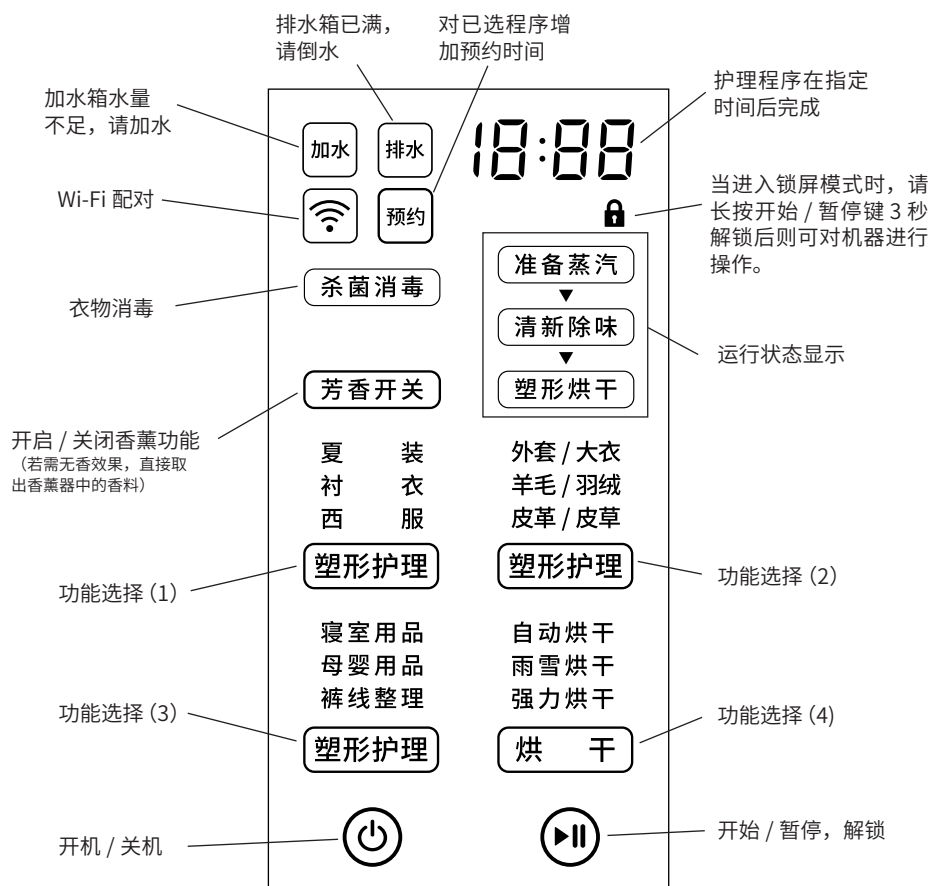 排水箱已满，
请倒水
对已选程序增
加预约时间
加水箱水量
不足，请加水
护理程序在指定
时间后完成
加水
排水
18:88
Wi-Fi 配对
预约
当进入锁屏模式时，请
长按开始 / 暂停键 3 秒
解锁后则可对机器进行
操作。
衣物消毒
杀菌消毒
准备蒸汽
清新除味
塑形烘干
运行状态显示
芳香开关
开启 / 关闭香薰功能
（若需无香效果，直接取
出香薰器中的香料）
夏装
衬衣
西服
外套 / 大衣
羊毛 / 羽绒
皮革 / 皮草
塑形护理
塑形护理
功能选择（1）
功能选择（2）
寝室用品
母婴用品
裤线整理
自动烘干
雨雪烘干
强力烘干
功能选择（3）
塑形护理
烘干
功能选择（4)
开机 / 关机
开始 / 暂停，解锁